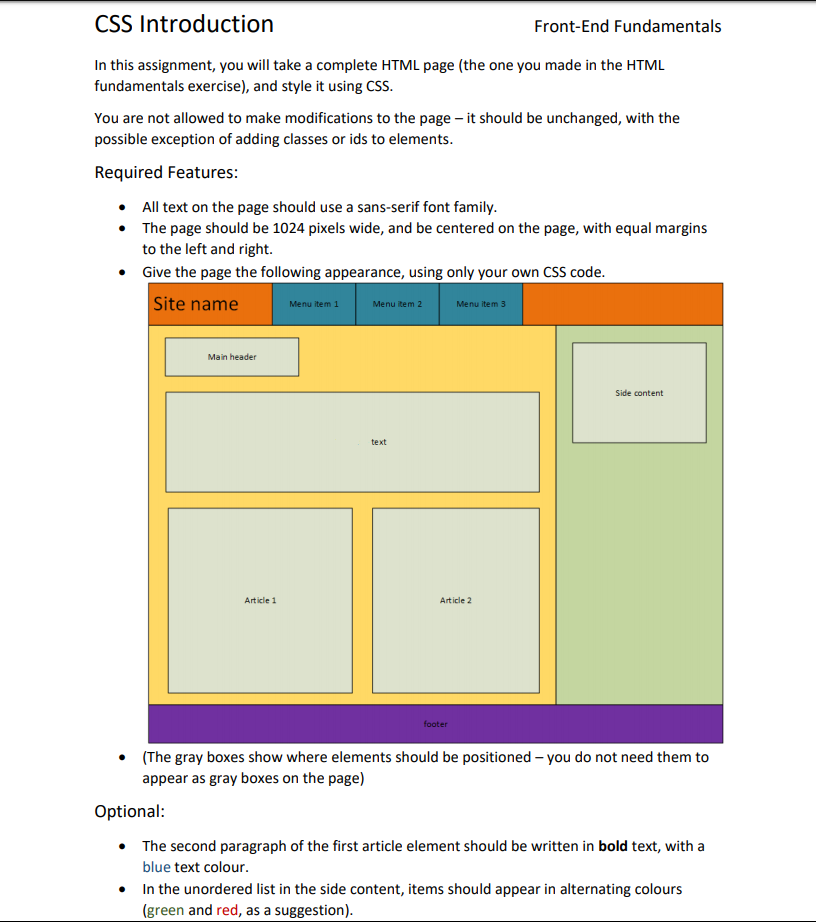 CSS Introduction
Front-End Fundamentals
In this assignment, you will take a complete HTML page (the one you made in the HTML
fundamentals exercise), and style it using CSS.
You are not allowed to make modifications to the page – it should be unchanged, with the
possible exception of adding classes or ids to elements.
Required Features:
• All text on the page should use a sans-serif font family.
• The page should be 1024 pixels wide, and be centered on the page, with equal margins
to the left and right.
• Give the page the following appearance, using only your own CSS code.
Site name
Menu item 1
Menu item 2
Menu item 3
Main header
Side content
text
Article 1
Article 2
footer
• (The gray boxes show where elements should be positioned – you do not need them to
appear as gray boxes on the page)
Optional:
• The second paragraph of the first article element should be written in bold text, with a
blue text colour.
• In the unordered list in the side content, items should appear in alternating colours
(green and red, as a suggestion).